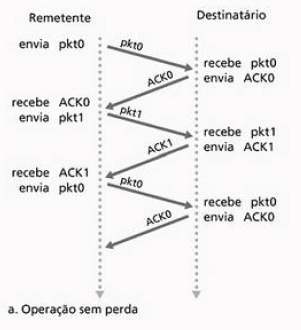 Remetente
Destinatário
envia pkt0
pkt0
recebe pkt0
envia ACK0
ACK0
recebe ACK0
envia pkt1
pkt1
recebe pkt1
envia ACK1
ACK1
recebe ACK1
envia pkt0
pkt0
recebe pkt0
envia ACK0
ACK0
a. Operação sem perda